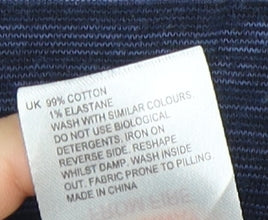 UK 99% COTTON
1% ELASTANE
WASH WITH SIMILAR COLOURS.
DO NOT USE BIOLOGICAL
DETERGENTS. IRON ON
REVERSE SIDE. RESHAPE
WHILST DAMP. WASH INSIDE
OUT. FABRIC PRONE TO PILLING.
MADE IN CHINA